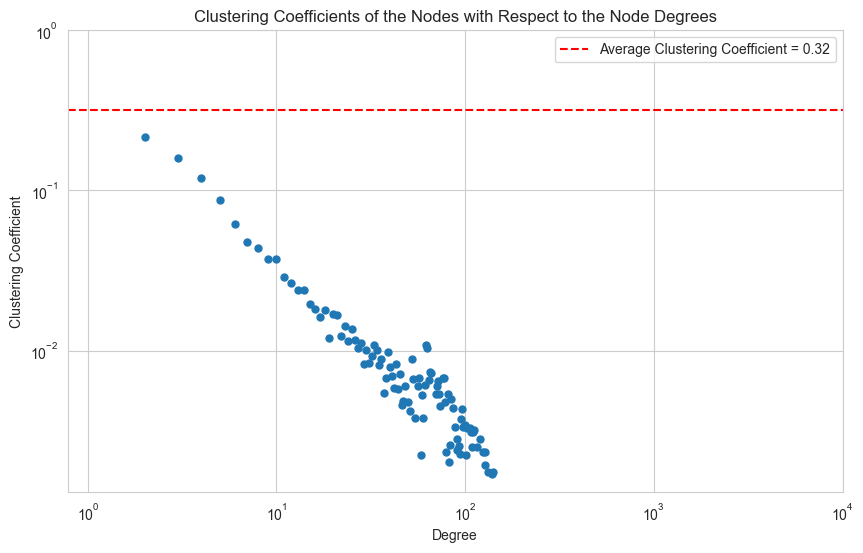 Clustering Coefficients of the Nodes with Respect to the Node Degrees
Average Clustering Coefficient = 0.32
10⁰
10⁻¹
10⁻²
Clustering Coefficient
10⁰ 10¹ 10² 10³ 10⁴
Degree